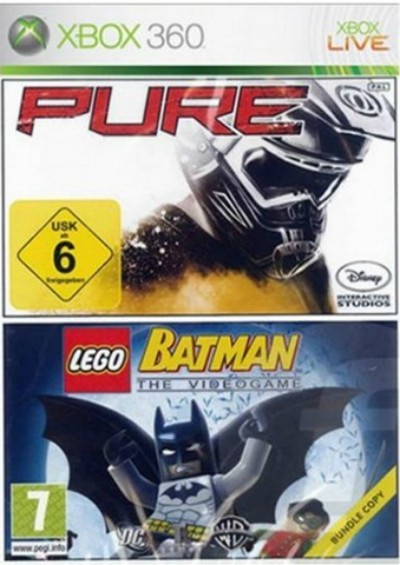 XBOX 360
XBOX
LIVE
PURE
PAL
USK
ab
6
freigegeben
Disney
INTERACTIVE
STUDIOS
LEGO
BATMAN
THE VIDEOGAME
7
www.pegi.info
DC
WB
BUNDLE COPY